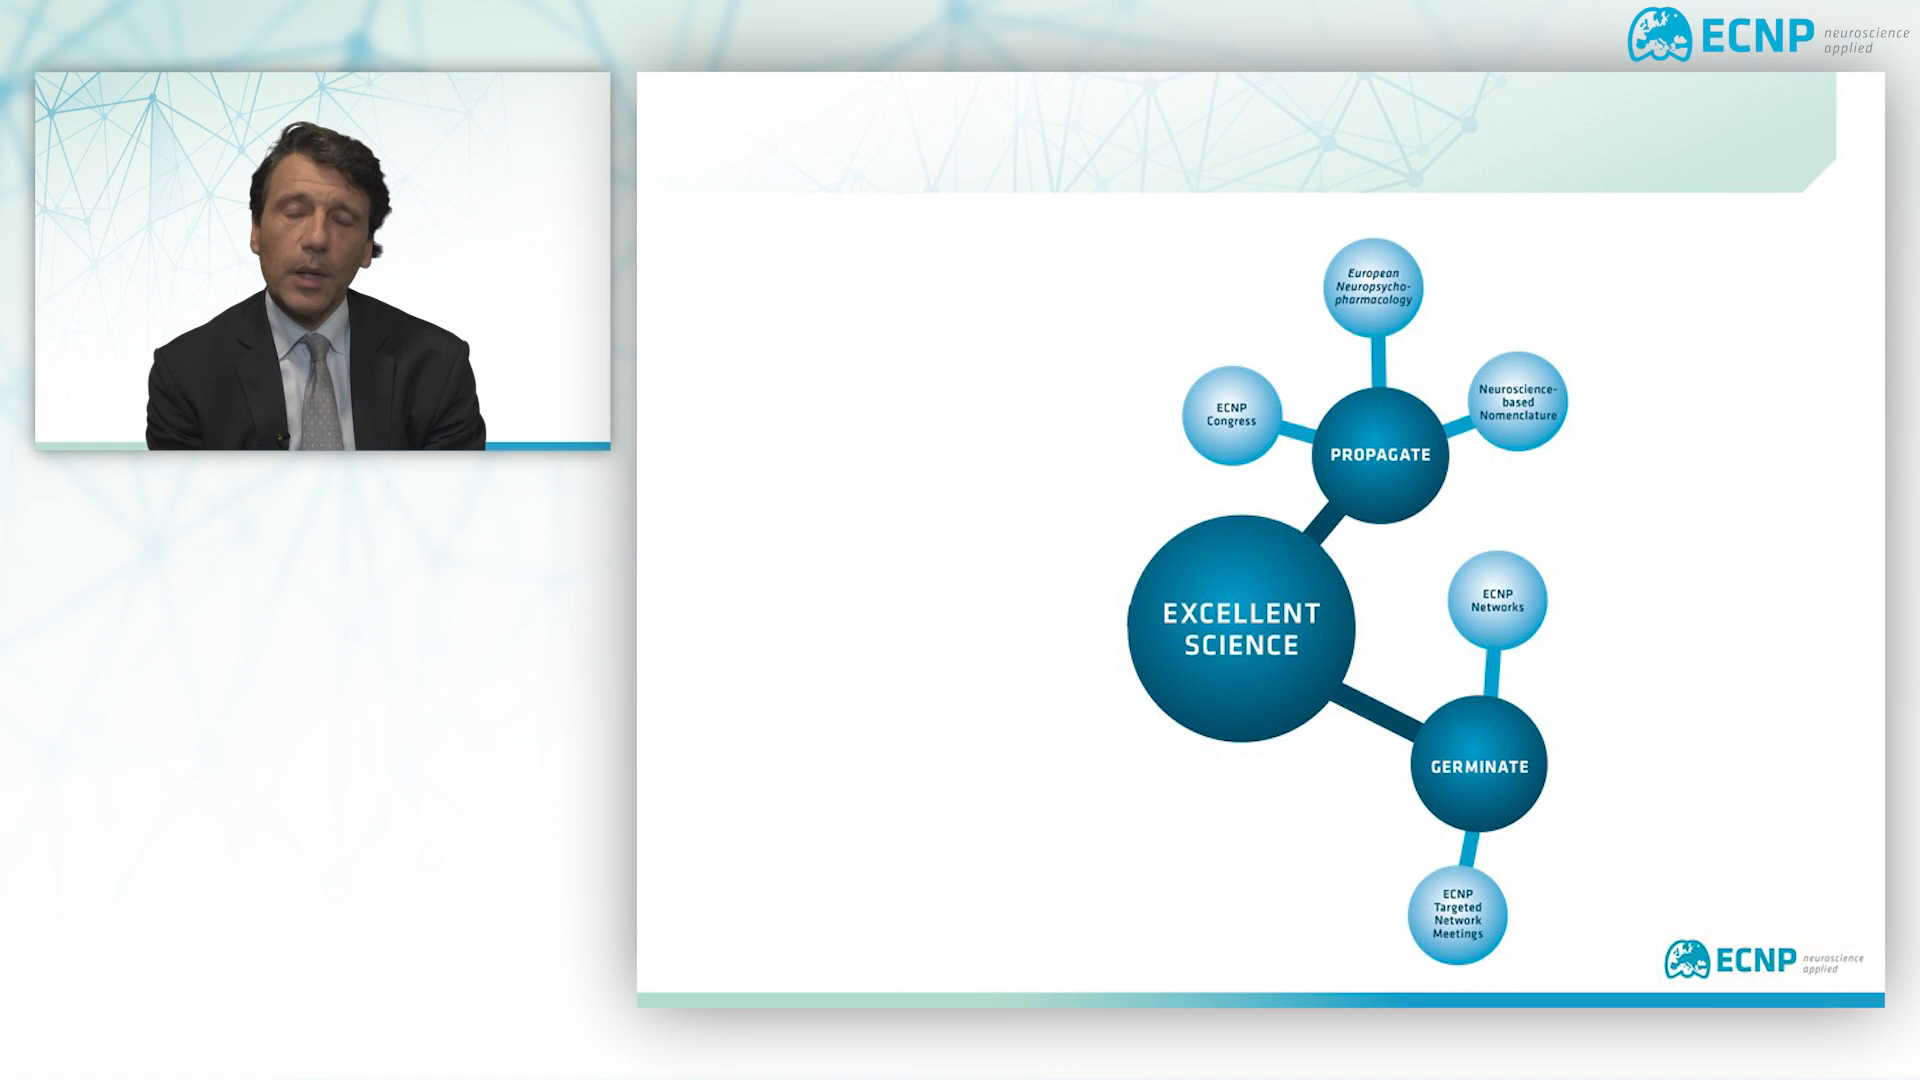 ECNP
neuroscience
applied
European
Neuropsycho-
pharmacology
Neuroscience-
based
Nomenclature
ECNP
Congress
PROPAGATE
EXCELLENT
SCIENCE
ECNP
Networks
GERMINATE
ECNP
Targeted
Network
Meetings
ECNP
neuroscience
applied